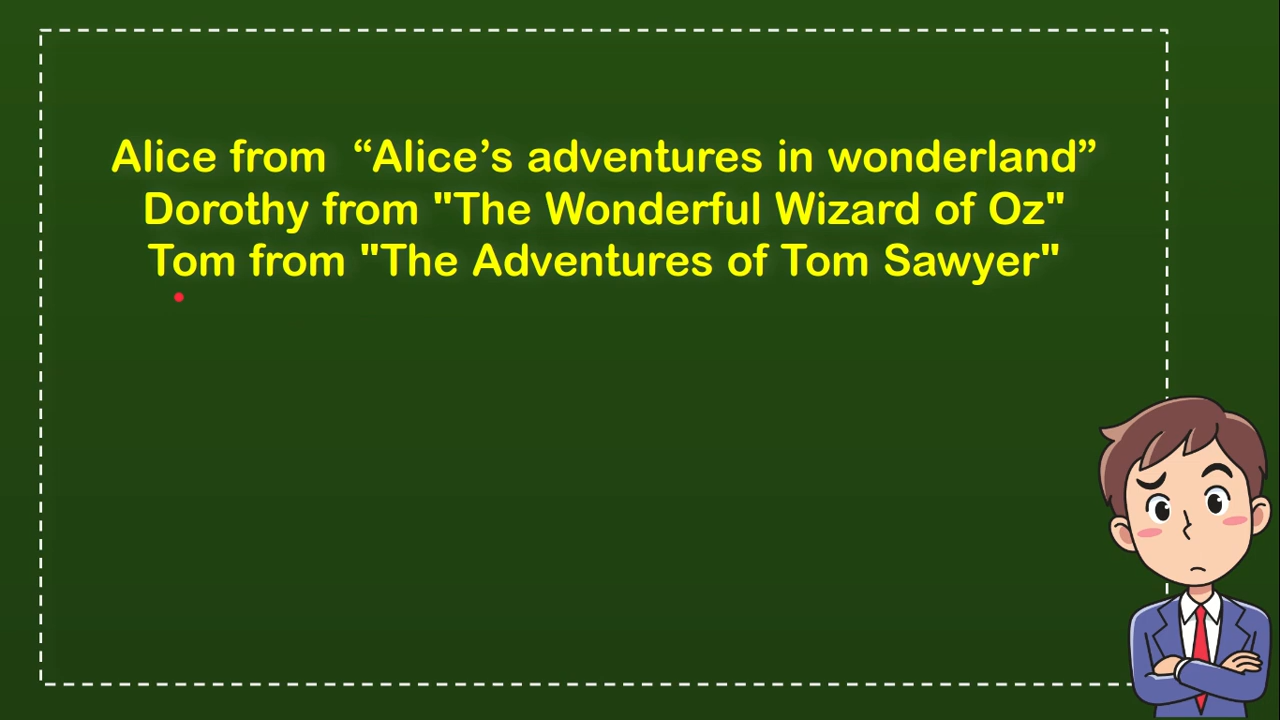 Alice from  “Alice’s adventures in wonderland”
Dorothy from "The Wonderful Wizard of Oz"
Tom from "The Adventures of Tom Sawyer"